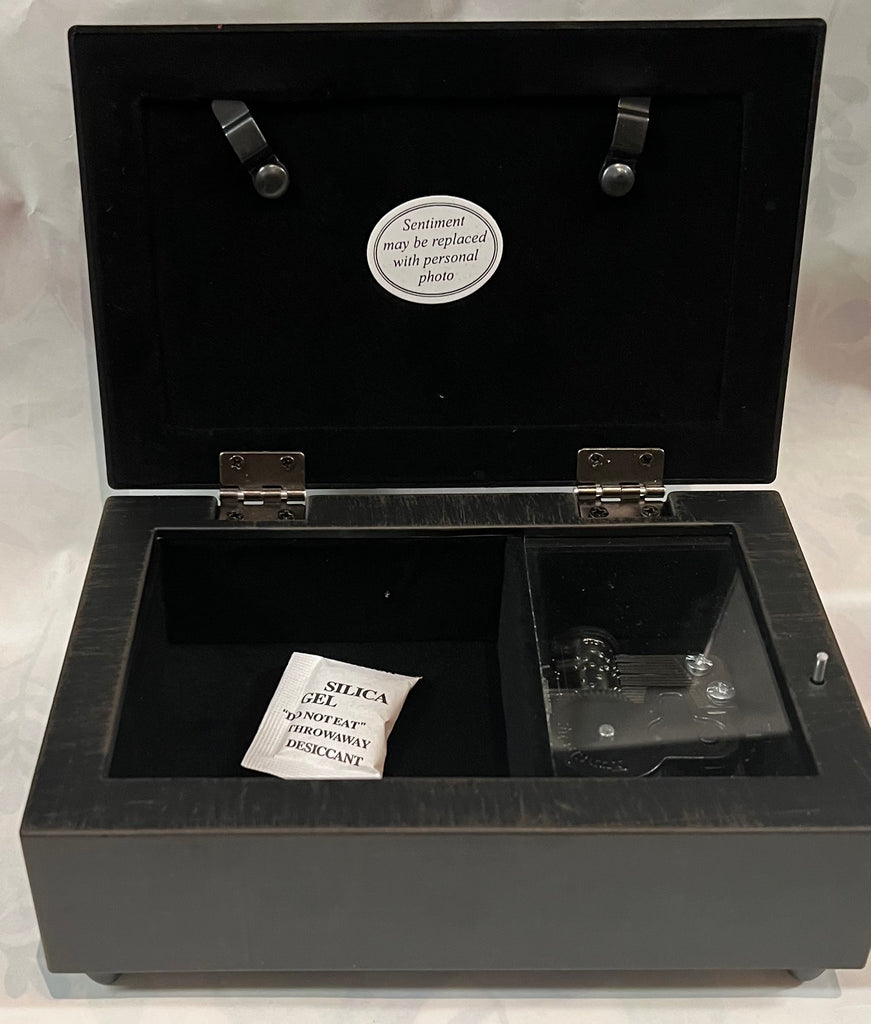 Sentiment
may be replaced
with personal
photo
SILICA
GEL
"DO NOT EAT"
THROWAWAY
DESICCANT